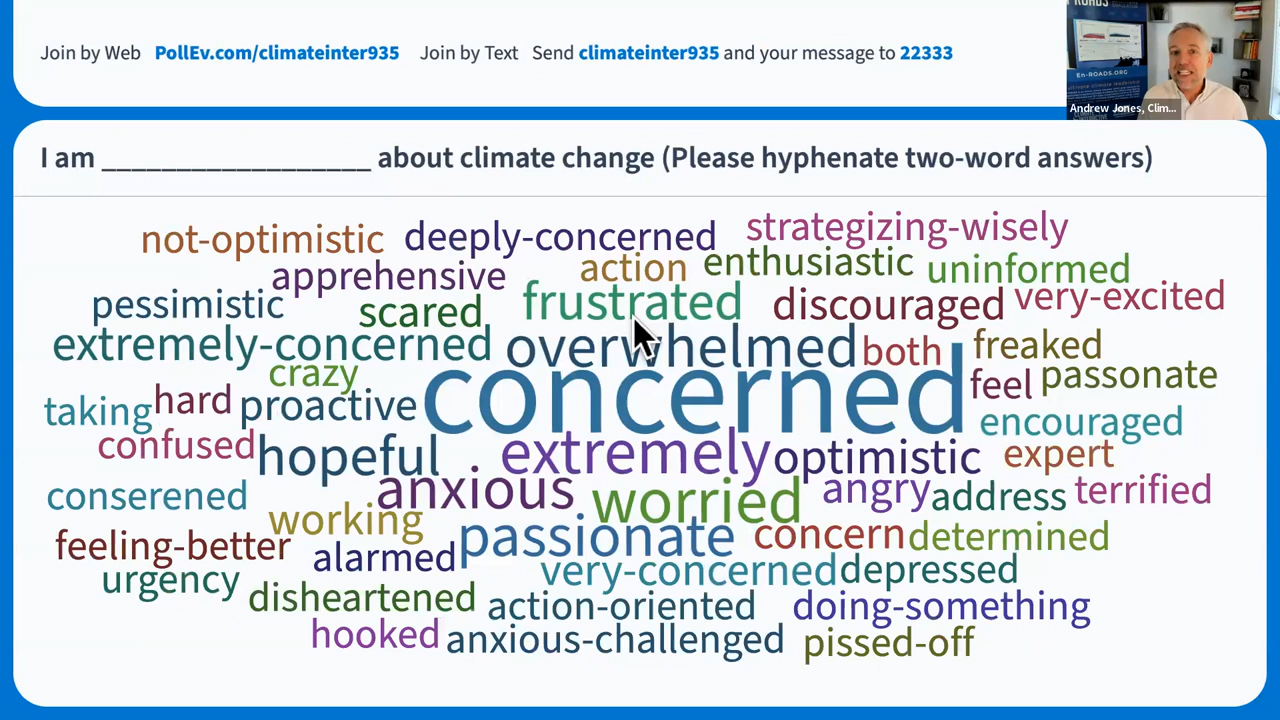 Join by Web PollEv.com/climateinter935 Join by Text Send climateinter935 and your message to 22333
En-ROADS.ORG
Andrew Jones, Clim...
I am __________________ about climate change (Please hyphenate two-word answers)
not-optimistic deeply-concerned strategizing-wisely
apprehensive action enthusiastic uninformed
pessimistic scared frustrated discouraged very-excited
extremely-concerned overwhelmed both freaked
crazy concerned feel passonate
taking hard proactive encouraged
confused hopeful extremely optimistic expert
conserened anxious worried angry address terrified
working passionate concern determined
feeling-better alarmed very-concerned depressed
urgency disheartened action-oriented doing-something
hooked anxious-challenged pissed-off